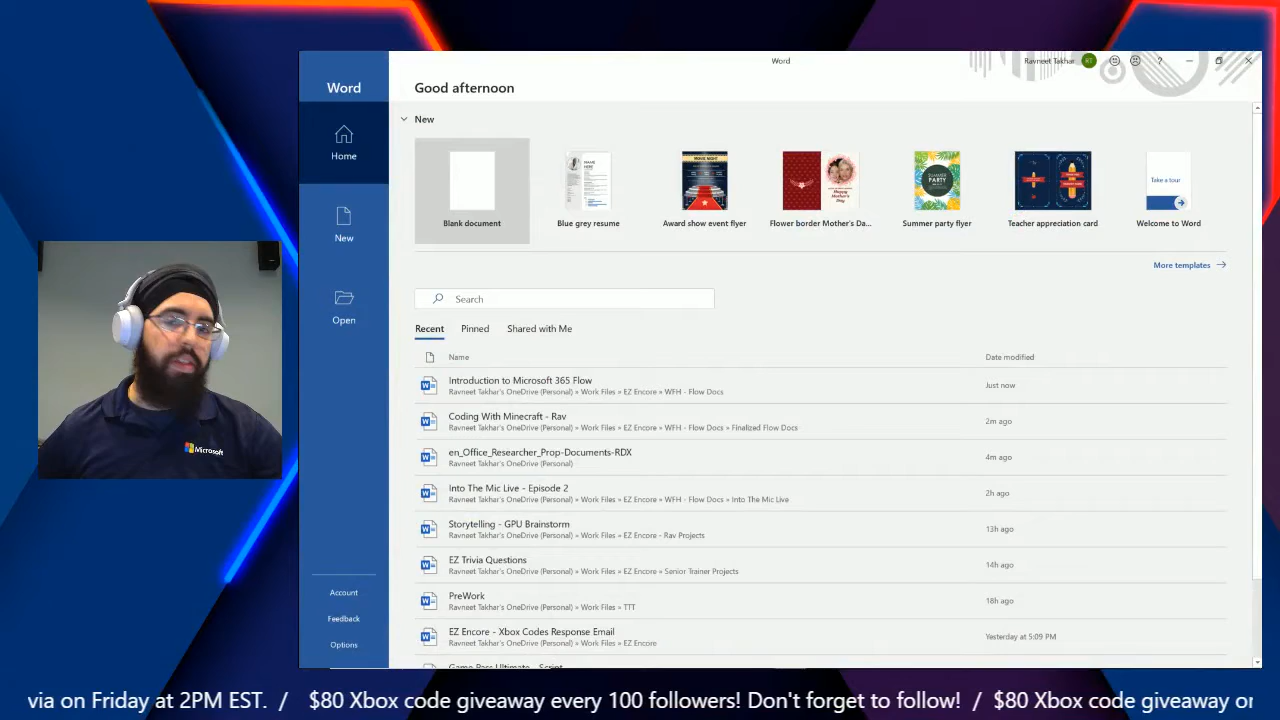 Word
Ravneet Takhar
RT
?
Word
Good afternoon
Home
New
Open
Account
Feedback
Options
New
Take a tour
Blank document
Blue grey resume
Award show event flyer
Flower border Mother's Da...
Summer party flyer
Teacher appreciation card
Welcome to Word
More templates
Search
Recent
Pinned
Shared with Me
Name
Date modified
Introduction to Microsoft 365 Flow
Ravneet Takhar's OneDrive (Personal) » Work Files » EZ Encore » WFH - Flow Docs
Just now
Coding With Minecraft - Rav
Ravneet Takhar's OneDrive (Personal) » Work Files » EZ Encore » WFH - Flow Docs » Finalized Flow Docs
2m ago
en_Office_Researcher_Prop-Documents-RDX
Ravneet Takhar's OneDrive (Personal)
4m ago
Into The Mic Live - Episode 2
Ravneet Takhar's OneDrive (Personal) » Work Files » EZ Encore » WFH - Flow Docs » Into The Mic Live
2h ago
Storytelling - GPU Brainstorm
Ravneet Takhar's OneDrive (Personal) » Work Files » EZ Encore - Rav Projects
13h ago
EZ Trivia Questions
Ravneet Takhar's OneDrive (Personal) » Work Files » EZ Encore » Senior Trainer Projects
14h ago
PreWork
Ravneet Takhar's OneDrive (Personal) » Work Files » TTT
18h ago
EZ Encore - Xbox Codes Response Email
Ravneet Takhar's OneDrive (Personal) » Work Files » EZ Encore
Yesterday at 5:09 PM
Game Pass Ultimate - Script
Microsoft
via on Friday at 2PM EST. / $80 Xbox code giveaway every 100 followers! Don't forget to follow! / $80 Xbox code giveaway